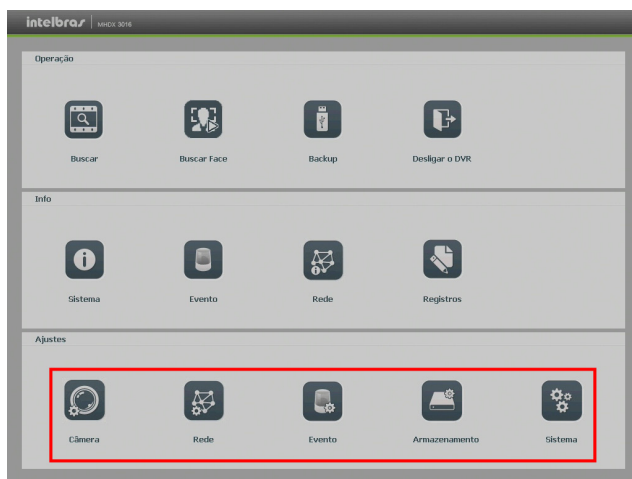 intelbras MHDX 3016
Operação
Buscar Buscar Face Backup Desligar o DVR
Info
Sistema Evento Rede Registros
Ajustes
Câmera Rede Evento Armazenamento Sistema